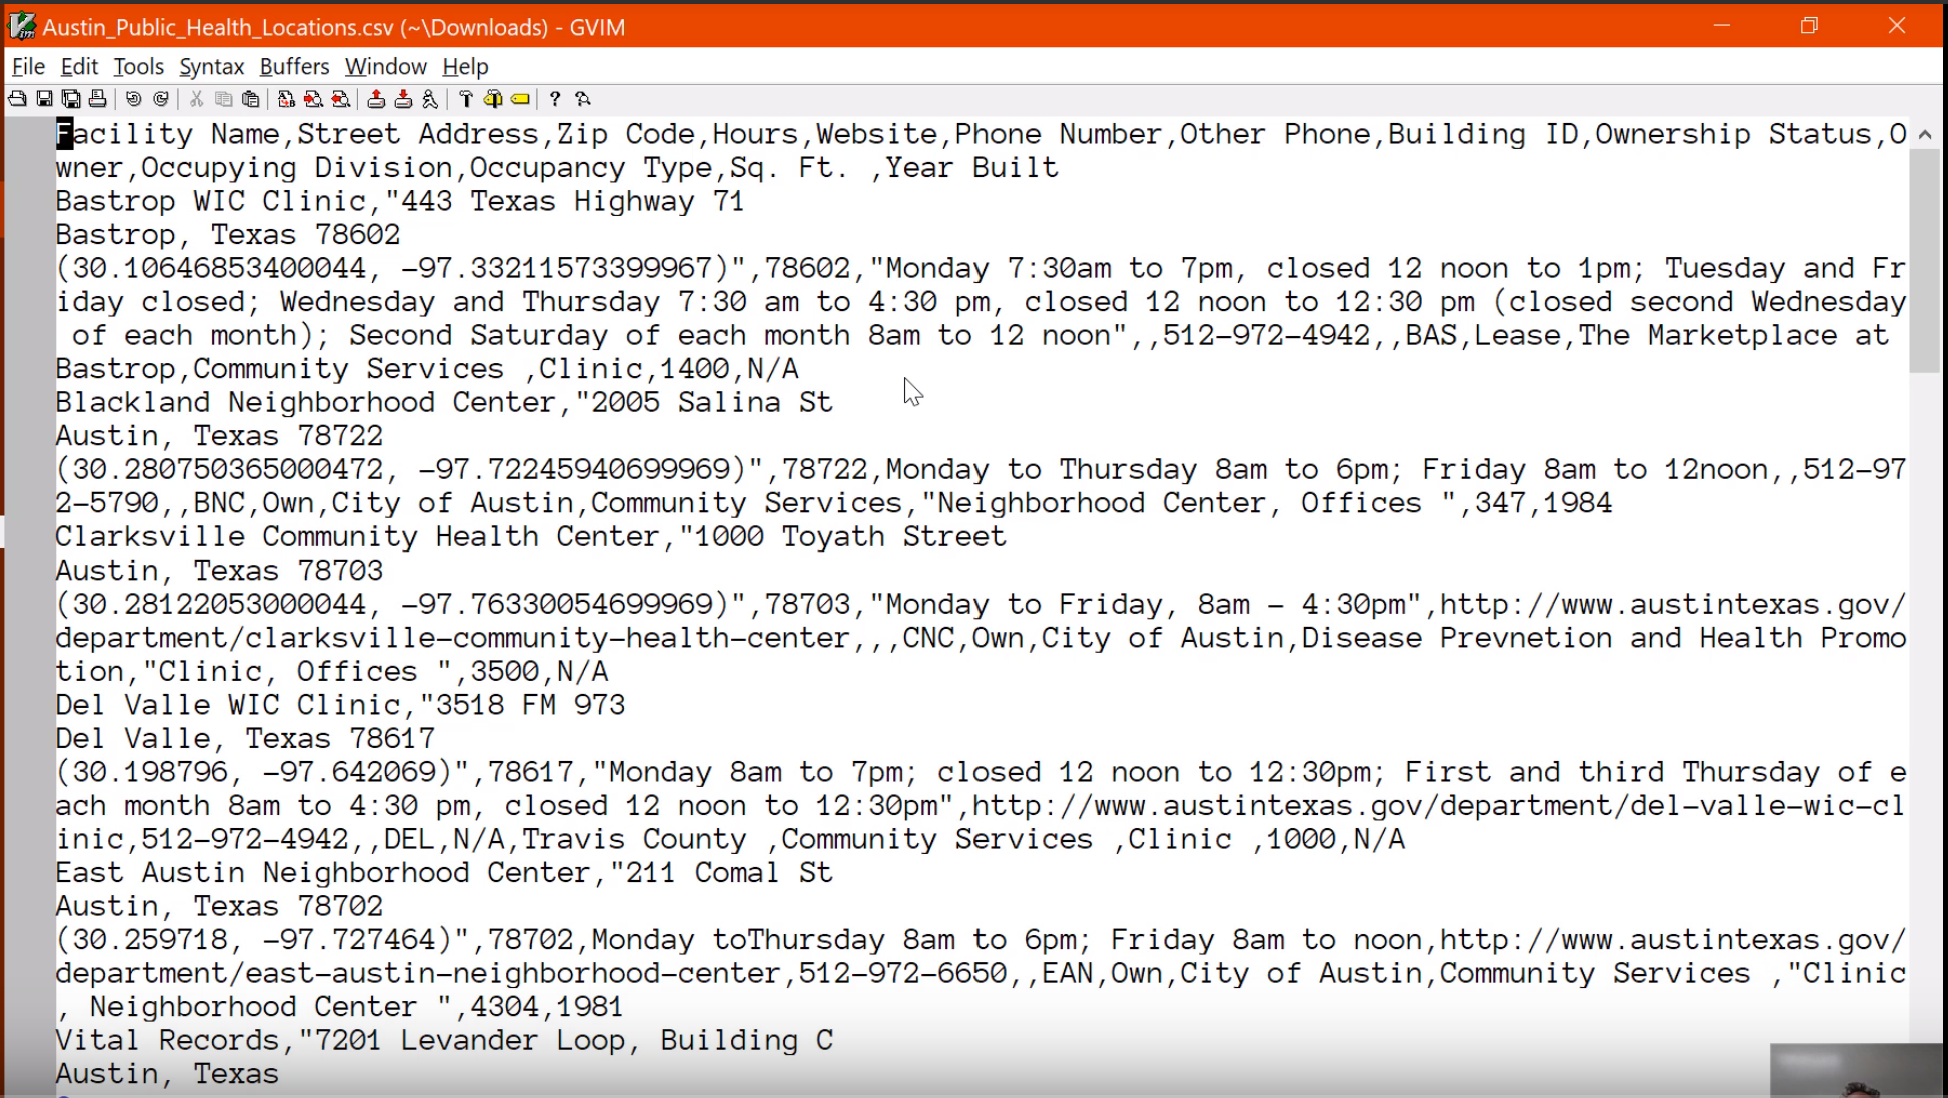 Austin_Public_Health_Locations.csv (~\Downloads) - GVIM
File Edit Tools Syntax Buffers Window Help
Facility Name,Street Address,Zip Code,Hours,Website,Phone Number,Other Phone,Building ID,Ownership Status,O
wner,Occupying Division,Occupancy Type,Sq. Ft. ,Year Built
Bastrop WIC Clinic,"443 Texas Highway 71
Bastrop, Texas 78602
(30.10646853400044, -97.33211573399967)",78602,"Monday 7:30am to 7pm, closed 12 noon to 1pm; Tuesday and Fr
iday closed; Wednesday and Thursday 7:30 am to 4:30 pm, closed 12 noon to 12:30 pm (closed second Wednesday
 of each month); Second Saturday of each month 8am to 12 noon",,512-972-4942,,BAS,Lease,The Marketplace at
Bastrop,Community Services ,Clinic,1400,N/A
Blackland Neighborhood Center,"2005 Salina St
Austin, Texas 78722
(30.280750365000472, -97.72245940699969)",78722,Monday to Thursday 8am to 6pm; Friday 8am to 12noon,,512-97
2-5790,,BNC,Own,City of Austin,Community Services,"Neighborhood Center, Offices ",347,1984
Clarksville Community Health Center,"1000 Toyath Street
Austin, Texas 78703
(30.28122053000044, -97.76330054699969)",78703,"Monday to Friday, 8am - 4:30pm",http://www.austintexas.gov/
department/clarksville-community-health-center,,,CNC,Own,City of Austin,Disease Prevnetion and Health Promo
tion,"Clinic, Offices ",3500,N/A
Del Valle WIC Clinic,"3518 FM 973
Del Valle, Texas 78617
(30.198796, -97.642069)",78617,"Monday 8am to 7pm; closed 12 noon to 12:30pm; First and third Thursday of e
ach month 8am to 4:30 pm, closed 12 noon to 12:30pm",http://www.austintexas.gov/department/del-valle-wic-cl
inic,512-972-4942,,DEL,N/A,Travis County ,Community Services ,Clinic ,1000,N/A
East Austin Neighborhood Center,"211 Comal St
Austin, Texas 78702
(30.259718, -97.727464)",78702,Monday toThursday 8am to 6pm; Friday 8am to noon,http://www.austintexas.gov/
department/east-austin-neighborhood-center,512-972-6650,,EAN,Own,City of Austin,Community Services ,"Clinic
, Neighborhood Center ",4304,1981
Vital Records,"7201 Levander Loop, Building C
Austin, Texas